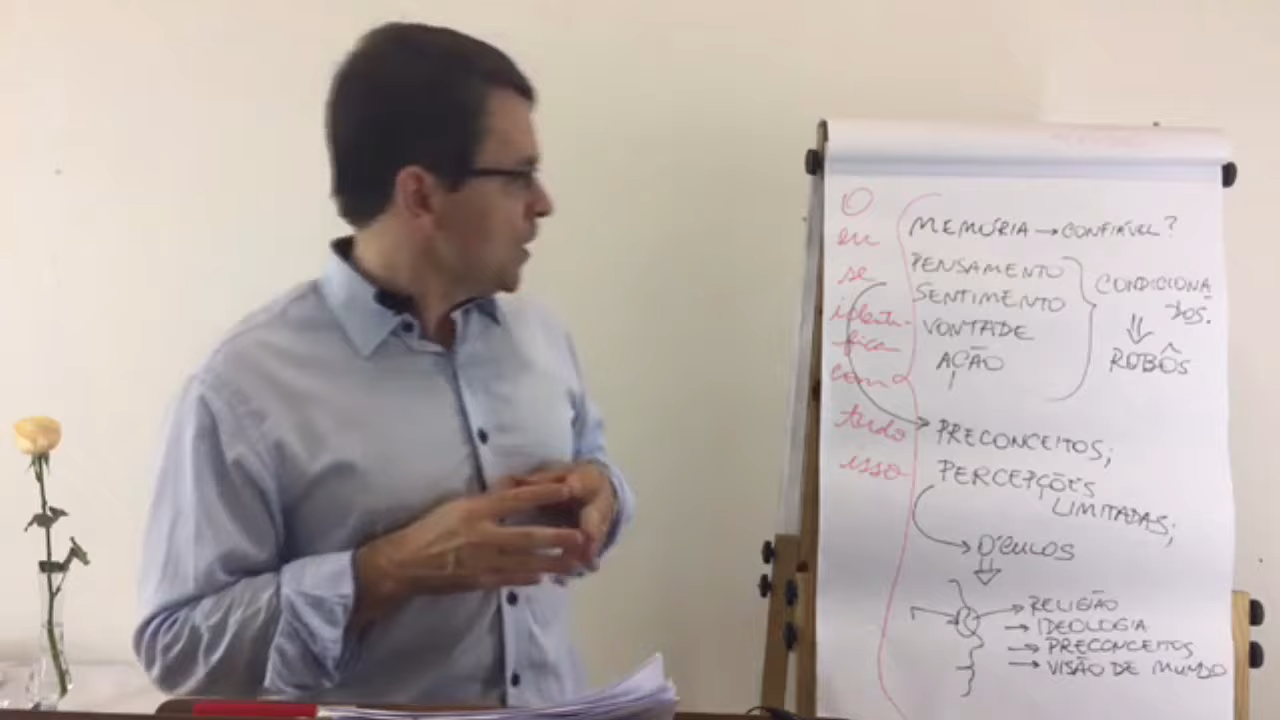 O
eu
se
identi-
fica
com
tudo
isso
MEMÓRIA → CONFIÁVEL?
PENSAMENTO
SENTIMENTO
VONTADE
AÇÃO
CONDICIONA
DOS.
ROBÔS
PRECONCEITOS;
PERCEPÇÕES
LIMITADAS;
ÓCULOS
→ RELIGIÃO
→ IDEOLOGIA
→ PRECONCEITOS
→ VISÃO DE MUNDO